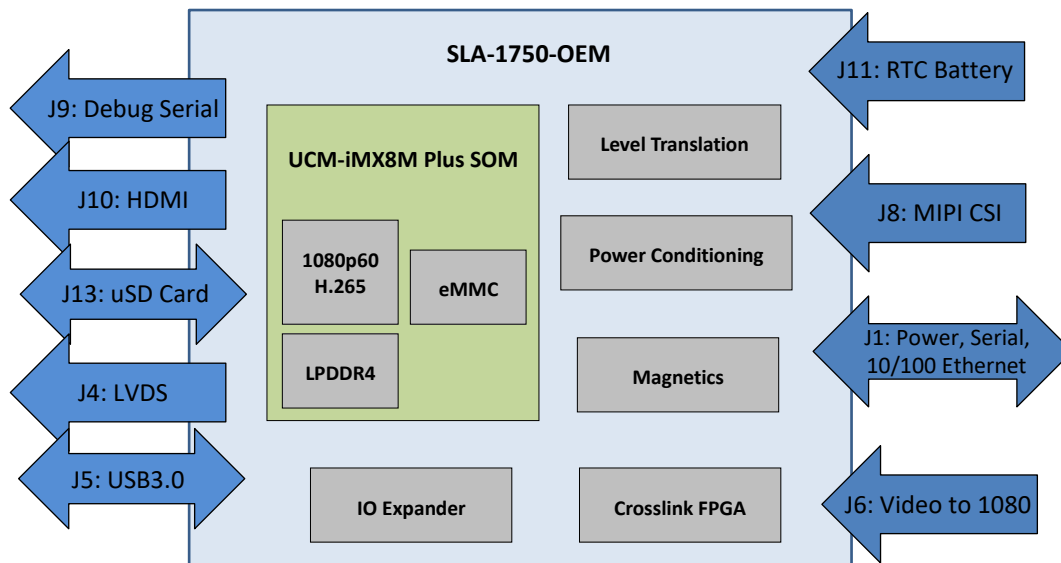 SLA-1750-OEM
J9: Debug Serial
J10: HDMI
J13: uSD Card
J4: LVDS
J5: USB3.0
UCM-iMX8M Plus SOM
1080p60
H.265
eMMC
LPDDR4
Level Translation
Power Conditioning
Magnetics
IO Expander
Crosslink FPGA
J11: RTC Battery
J8: MIPI CSI
J1: Power, Serial,
10/100 Ethernet
J6: Video to 1080